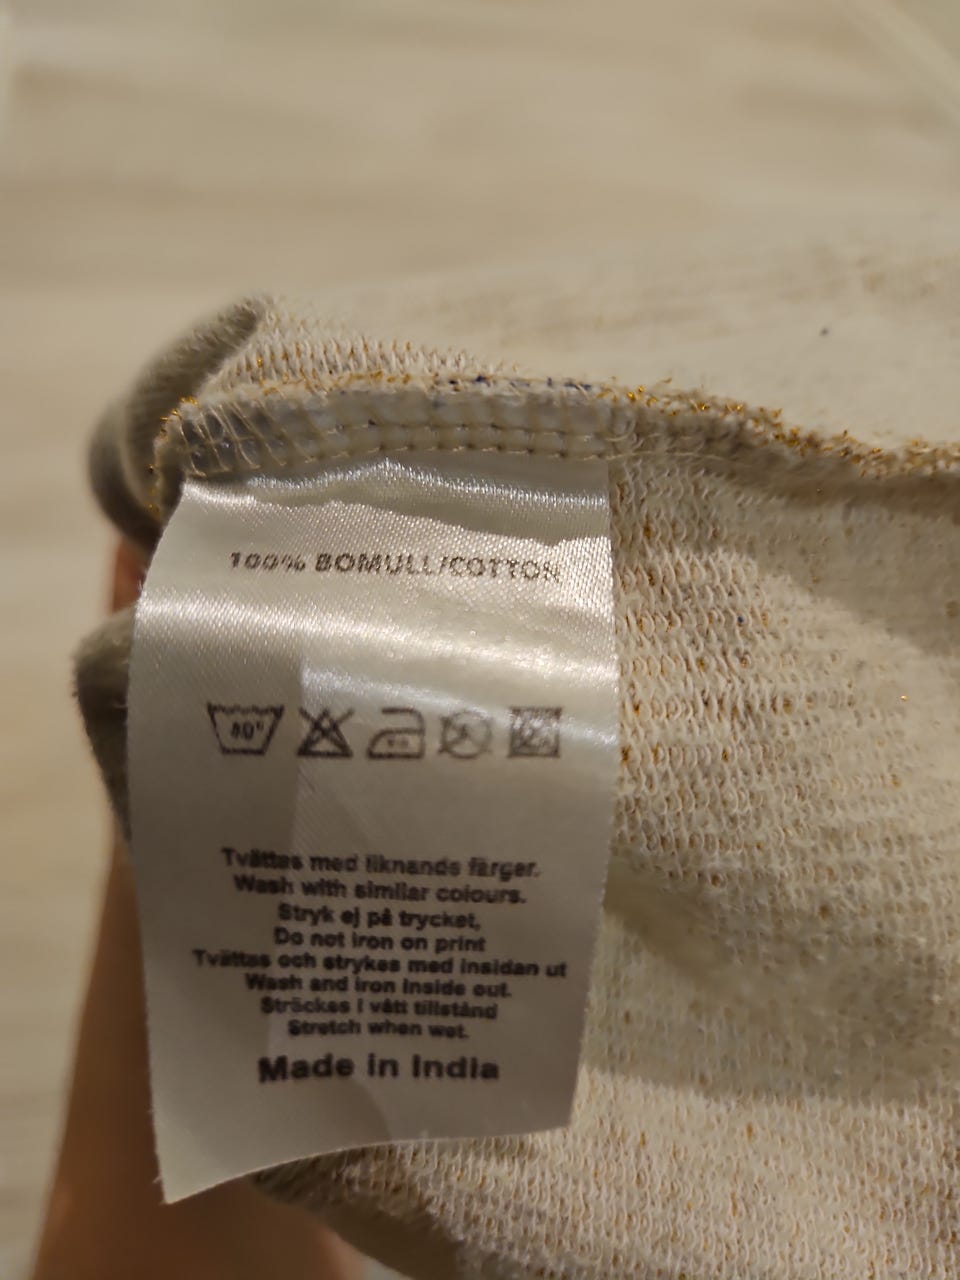 100% BOMULL/COTTON
Tvättas med liknande färger.
Wash with similar colours.
Stryk ej på trycket,
Do not iron on print
Tvättas och strykes med insidan ut
Wash and iron inside out.
Sträckes i vått tillstånd
Stretch when wet.
Made in India